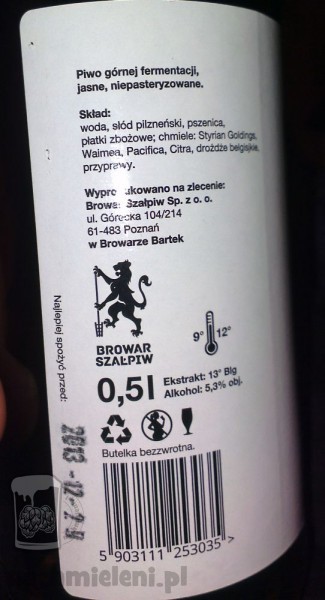 Piwo górnej fermentacji,
jasne, niepasteryzowane.
Skład:
woda, słód pilzneński, pszenica,
płatki zbożowe; chmiele: Styrian Goldings,
Waimea, Pacifica, Citra, drożdże belgijskie,
przyprawy.
Wyprodukowano na zlecenie:
Browar Szałpiw Sp. z o. o.
ul. Górecka 104/214
61-483 Poznań
w Browarze Bartek
BROWAR
SZAŁPIW
9° 12°
0,5l
Ekstrakt: 13° Blg
Alkohol: 5,3% obj.
Butelka bezzwrotna.
5 903111 253035 >
Najlepiej spożyć przed:
mieleni.pl